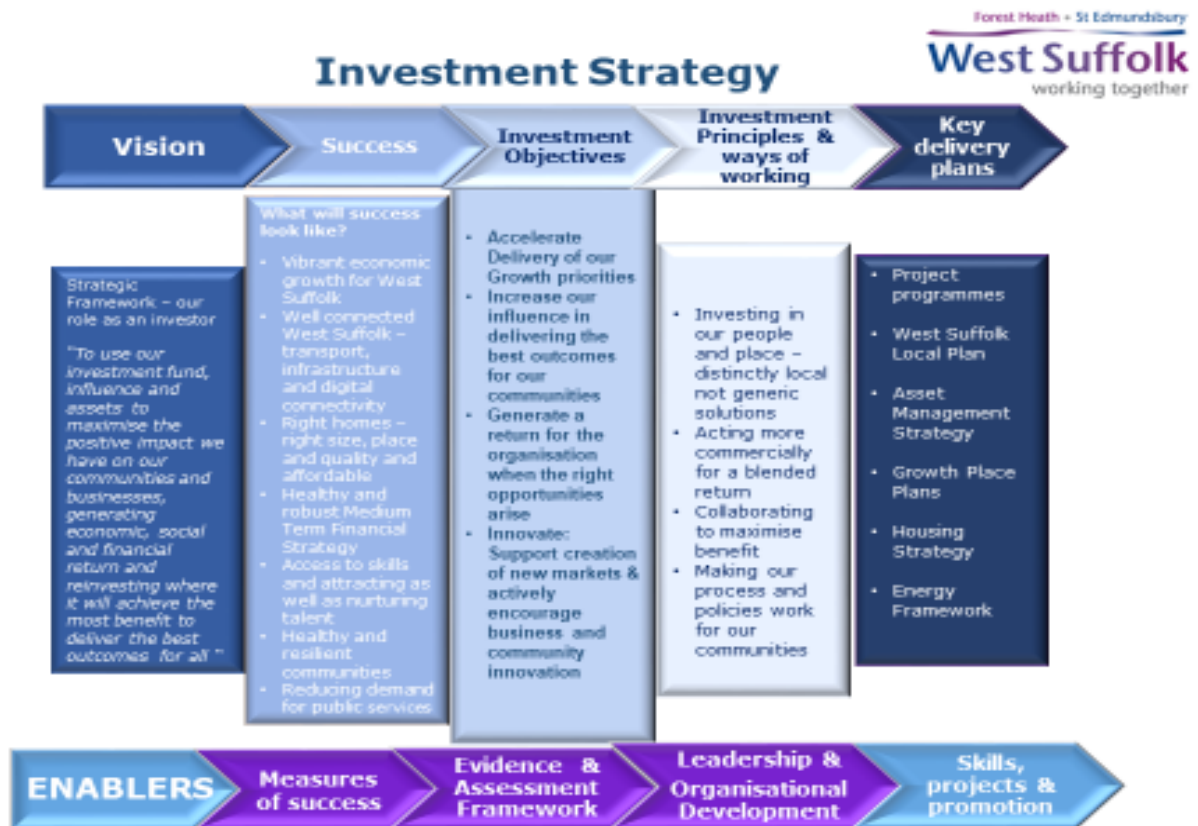 Forest Heath • St Edmundsbury
West Suffolk
working together
Investment Strategy
Vision
Success
Investment
Objectives
Investment
Principles &
ways of
working
Key
delivery
plans
Strategic
Framework – our
role as an investor
"To use our
investment fund,
influence and
assets to
maximise the
positive impact we
have on our
communities and
businesses,
generating
economic, social
and financial
return and
reinvesting where
it will achieve the
most benefit to
deliver the best
outcomes for all "
What will success
look like?
• Vibrant economic
growth for West
Suffolk
• Well connected
West Suffolk –
transport,
infrastructure
and digital
connectivity
• Right homes –
right size, place
and quality and
affordable
• Healthy and
robust Medium
Term Financial
Strategy
• Access to skills
and attracting as
well as nurturing
talent
• Healthy and
resilient
communities
• Reducing demand
for public services
• Accelerate
Delivery of our
Growth priorities
• Increase our
influence in
delivering the
best outcomes
for our
communities
• Generate a
return for the
organisation
when the right
opportunities
arise
• Innovate:
Support creation
of new markets &
actively
encourage
business and
community
innovation
• Investing in
our people
and place –
distinctly local
not generic
solutions
• Acting more
commercially
for a blended
return
• Collaborating
to maximise
benefit
• Making our
process and
policies work
for our
communities
• Project
programmes
• West Suffolk
Local Plan
• Asset
Management
Strategy
• Growth Place
Plans
• Housing
Strategy
• Energy
Framework
ENABLERS
Measures
of success
Evidence &
Assessment
Framework
Leadership &
Organisational
Development
Skills,
projects &
promotion